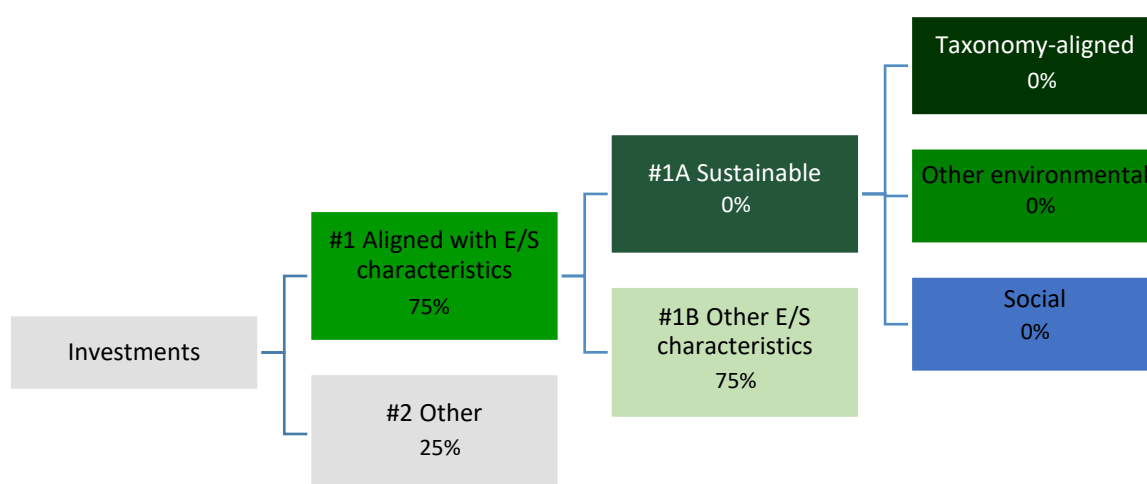 Investments
#1 Aligned with E/S
characteristics
75%
#2 Other
25%
#1A Sustainable
0%
#1B Other E/S
characteristics
75%
Taxonomy-aligned
0%
Other environmental
0%
Social
0%